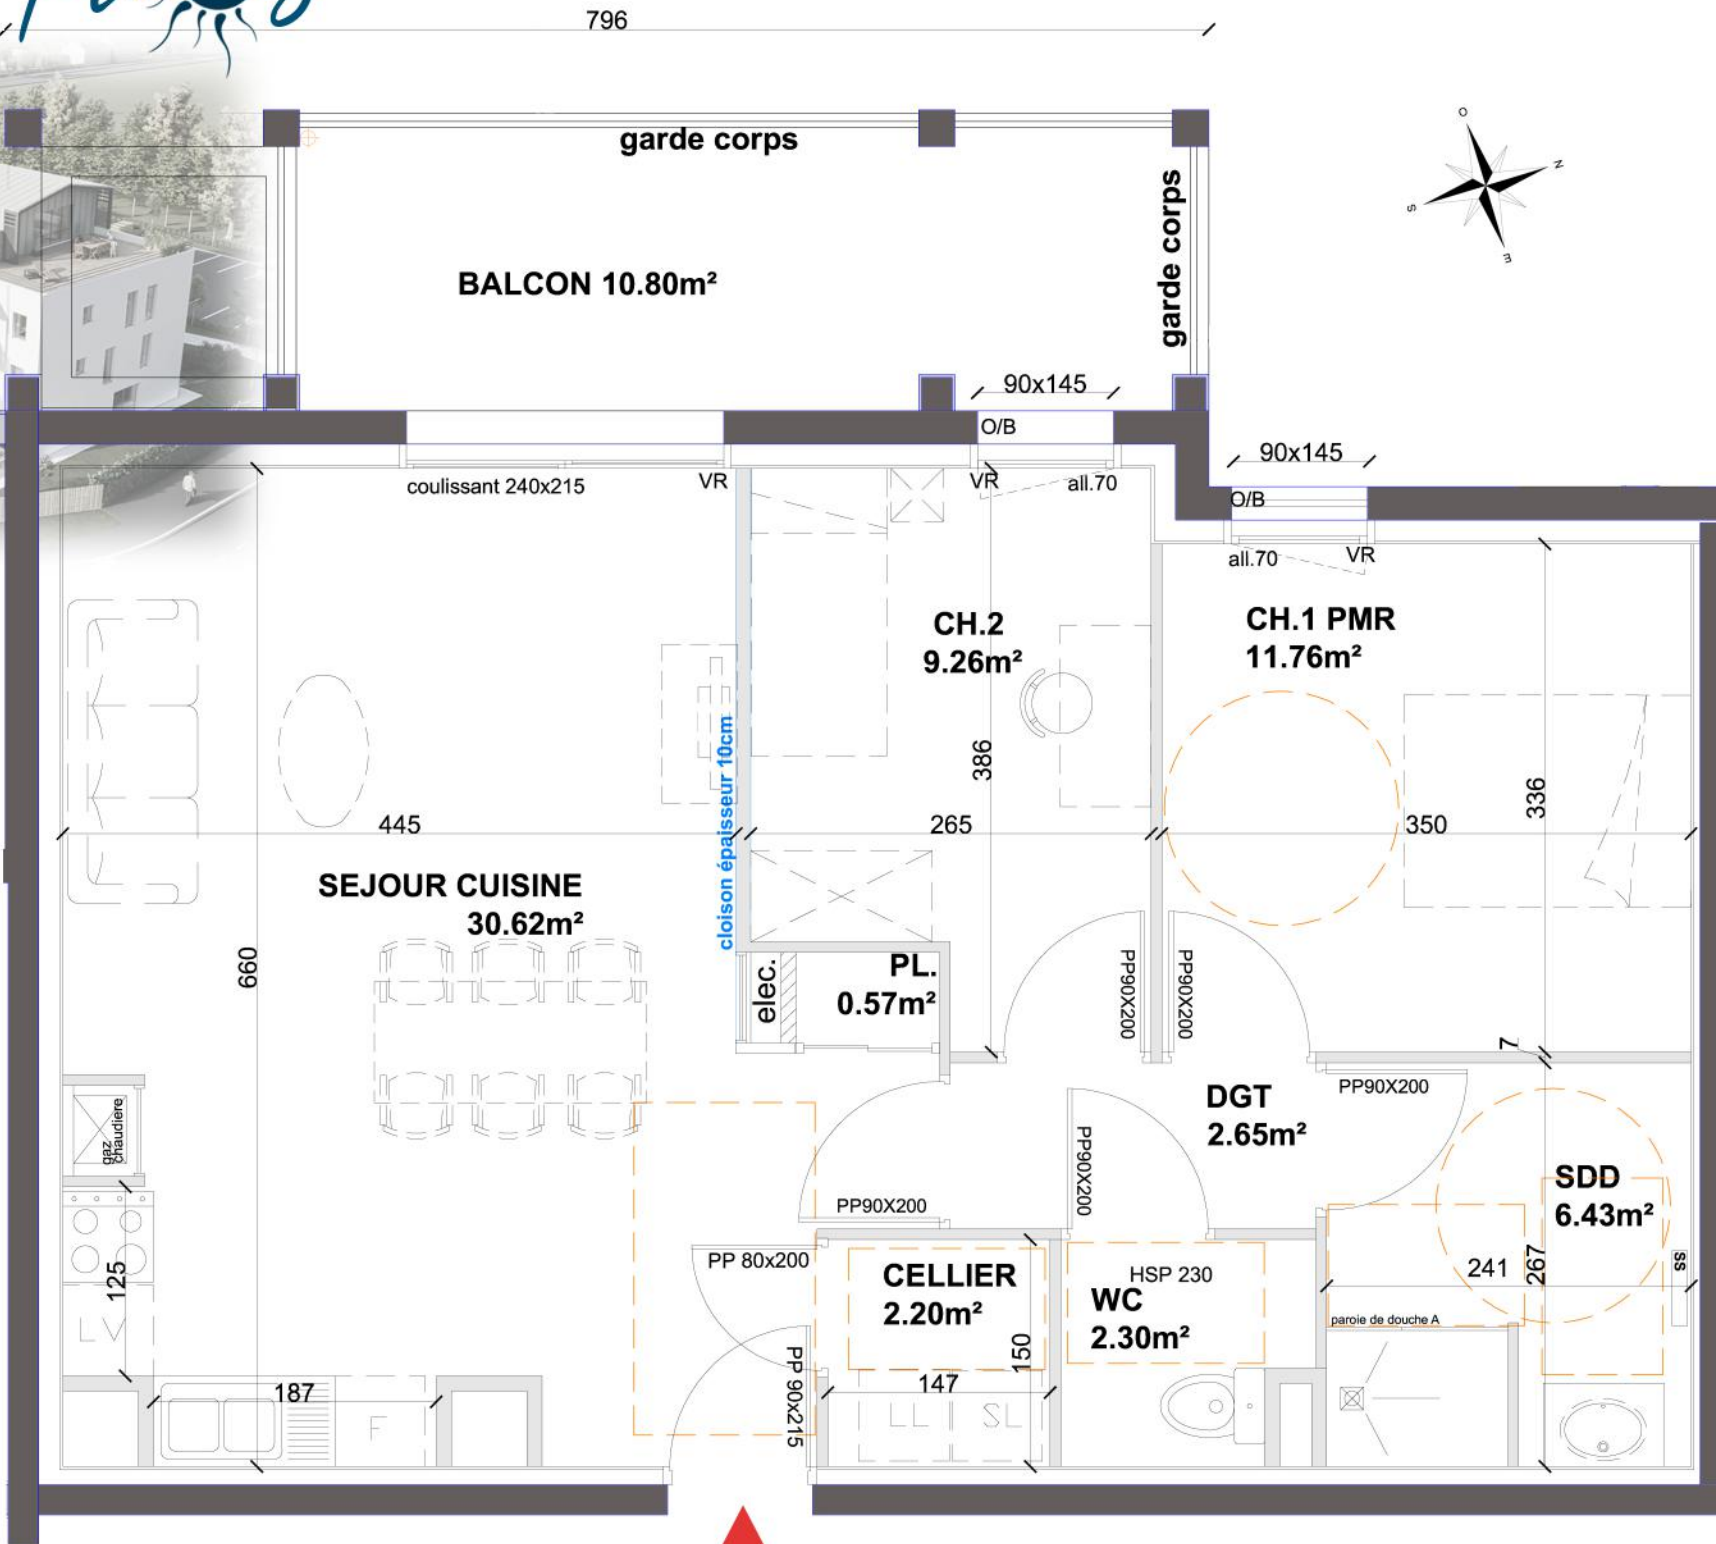 796
garde corps
garde corps
O
N
S
E
BALCON 10.80m²
90x145
O/B
90x145
O/B
coulissant 240x215
VR
VR
all.70
all.70
VR
CH.2
9.26m²
CH.1 PMR
11.76m²
cloison épaisseur 10cm
386
336
445
265
350
SEJOUR CUISINE
30.62m²
660
elec.
PL.
0.57m²
PP90X200
PP90X200
7
gaz
chaudiere
DGT
2.65m²
PP90X200
PP90X200
SDD
6.43m²
PP90X200
PP 80x200
CELLIER
2.20m²
HSP 230
WC
2.30m²
241
267
SS
125
LV
paroie de douche A
150
147
187
PP 90x215
F
LL
SL